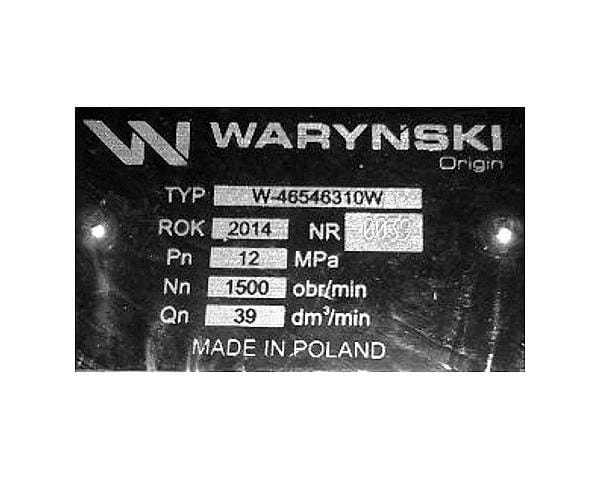 WARYŃSKI
Origin
TYP W-46546310W
ROK 2014 NR
Pn 12 MPa
Nn 1500 obr/min
Qn 39 dm³/min
MADE IN POLAND